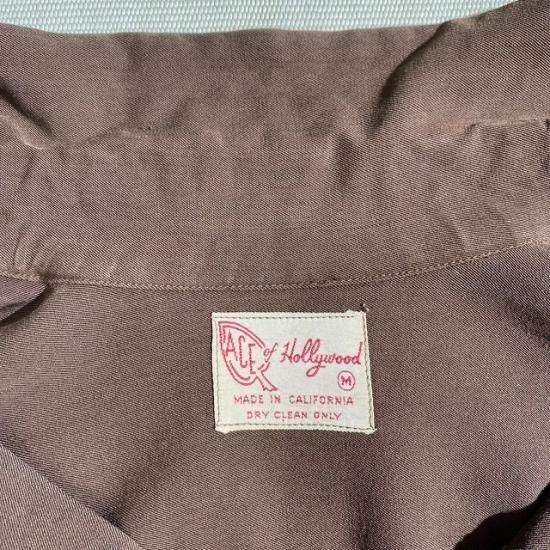 ACE of Hollywood
M
MADE IN CALIFORNIA
DRY CLEAN ONLY